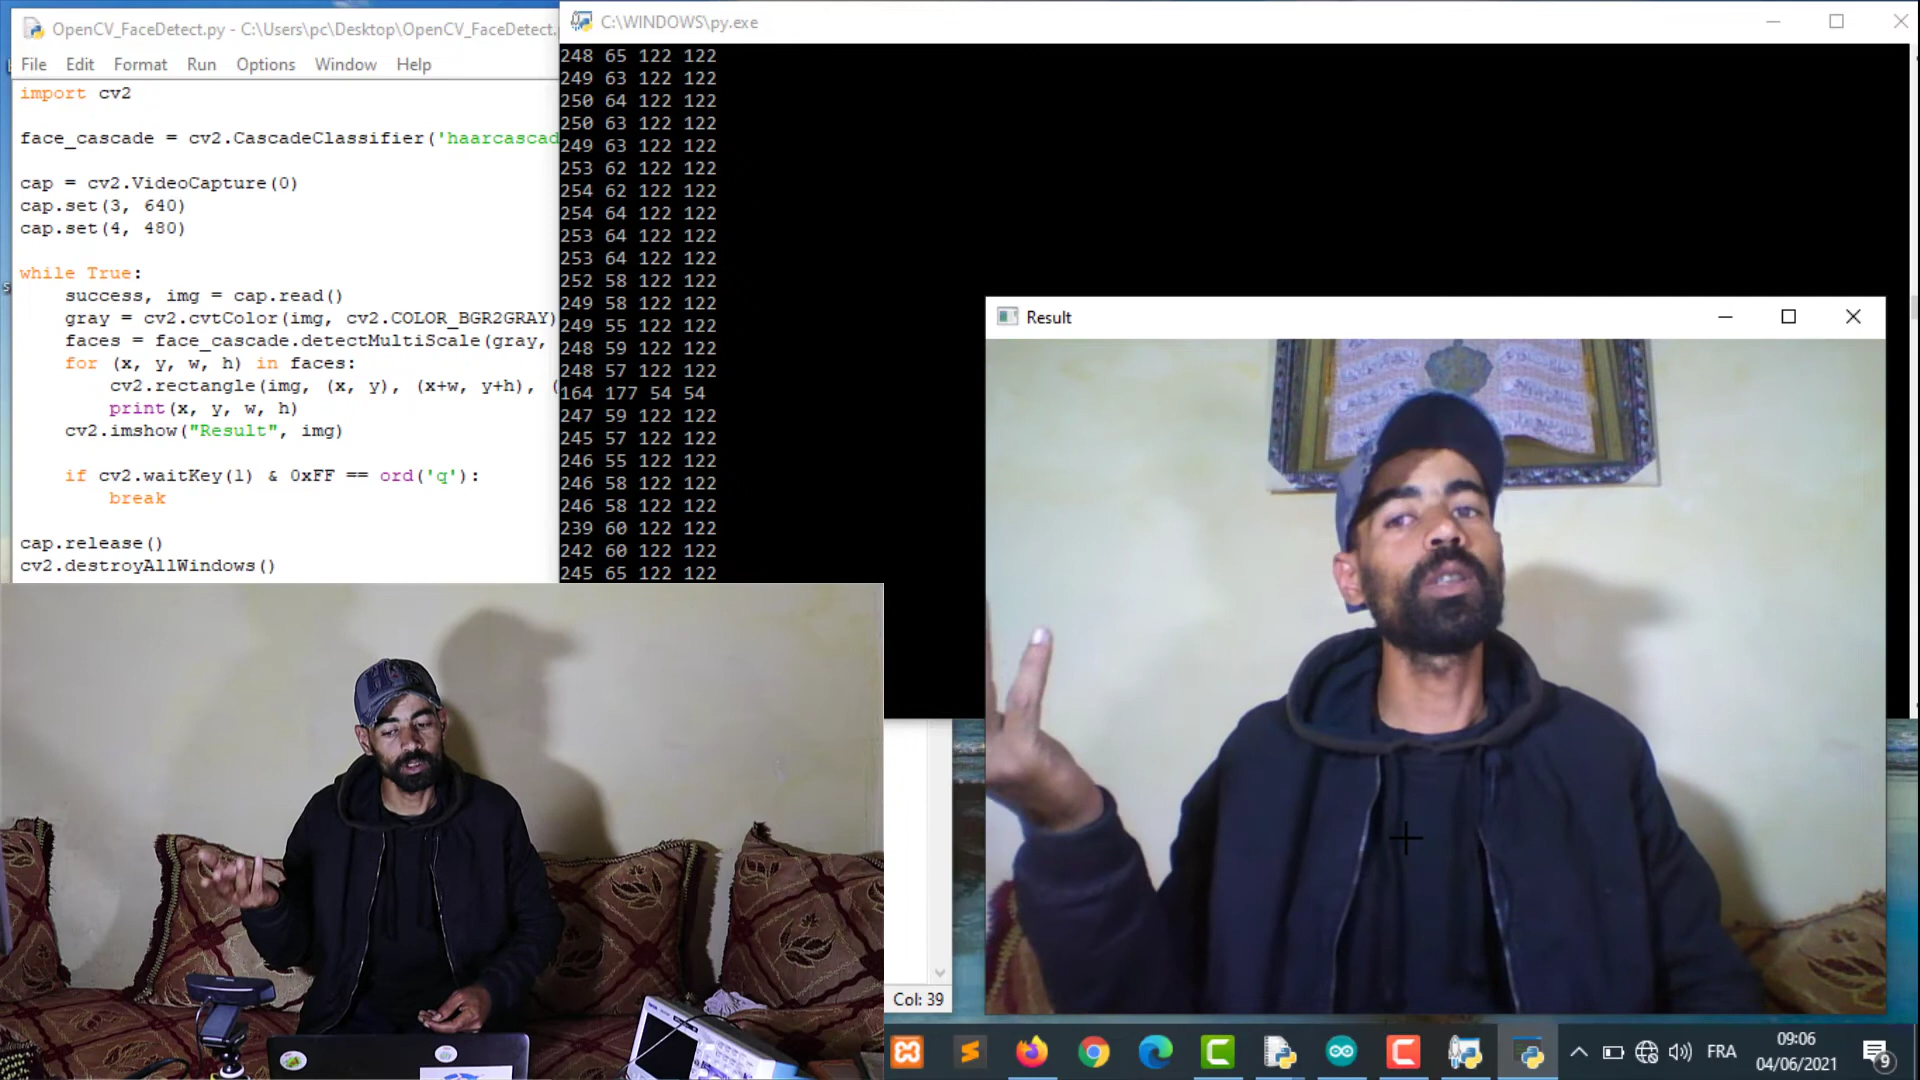 OpenCV_FaceDetect.py - C:\Users\pc\Desktop\OpenCV_FaceDetect.
File Edit Format Run Options Window Help
import cv2
face_cascade = cv2.CascadeClassifier('haarcascad
cap = cv2.VideoCapture(0)
cap.set(3, 640)
cap.set(4, 480)
while True:
success, img = cap.read()
gray = cv2.cvtColor(img, cv2.COLOR_BGR2GRAY)
faces = face_cascade.detectMultiScale(gray,
for (x, y, w, h) in faces:
cv2.rectangle(img, (x, y), (x+w, y+h), (
print(x, y, w, h)
cv2.imshow("Result", img)
if cv2.waitKey(1) & 0xFF == ord('q'):
break
cap.release()
cv2.destroyAllWindows()
C:\WINDOWS\py.exe
248 65 122 122
249 63 122 122
250 64 122 122
250 63 122 122
249 63 122 122
253 62 122 122
254 62 122 122
254 64 122 122
253 64 122 122
253 64 122 122
252 58 122 122
249 58 122 122
249 55 122 122
248 59 122 122
248 57 122 122
164 177 54 54
247 59 122 122
245 57 122 122
246 55 122 122
246 58 122 122
246 58 122 122
239 60 122 122
242 60 122 122
245 65 122 122
Result
Col: 39
FRA
09:06
04/06/2021
9